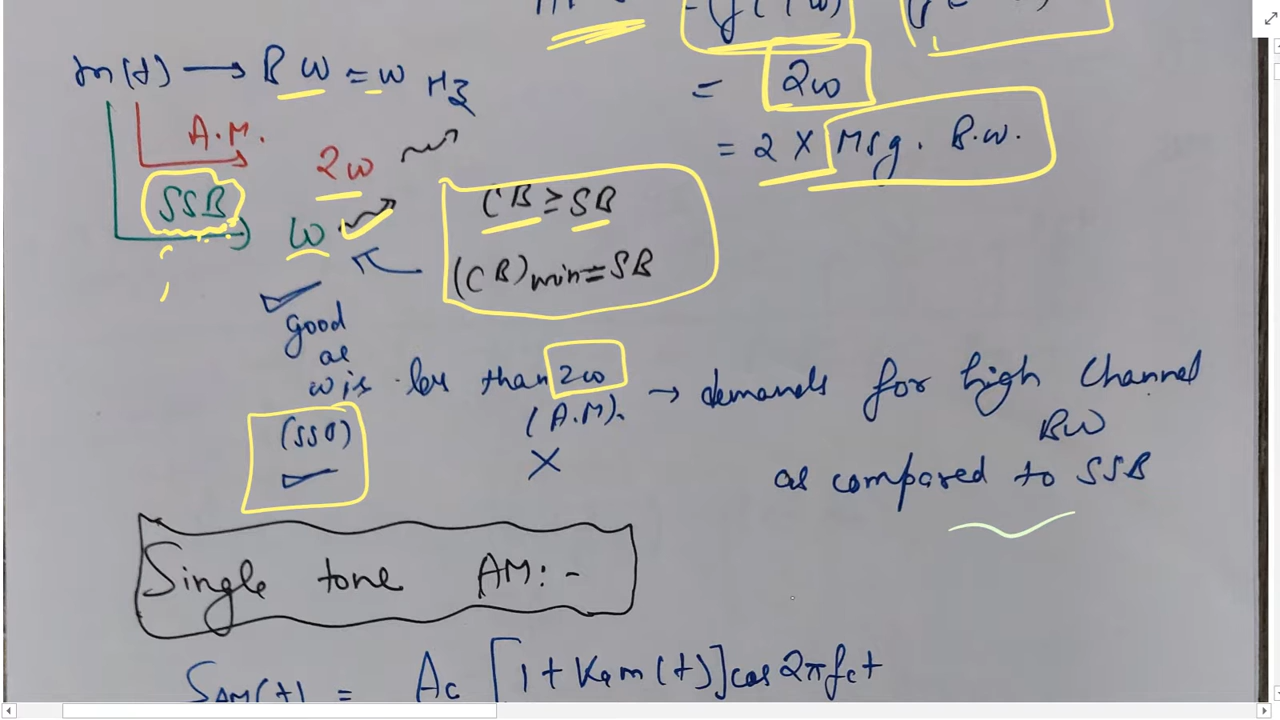 m(t) → BW = w Hz
= 2w
A.M.
2w
= 2 × Msg. B.w.
SSB
w
CB ≥ SB
(CB)min = SB
good
as
w is less than 2w → demands for high channel
(A.M). BW
(SSB)
×
as compared to SSB
Single tone AM:-
SAM(t) = Ac [1 + Kam(t)] cos 2πfct